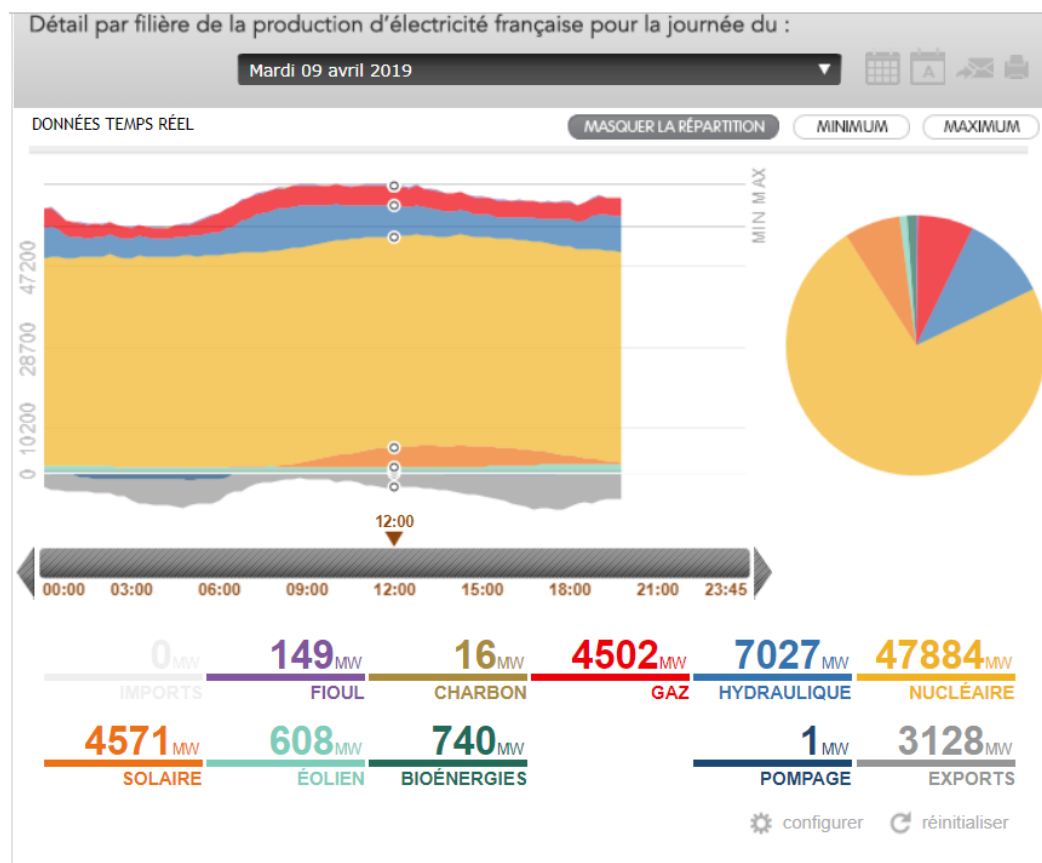 Détail par filière de la production d’électricité française pour la journée du :
Mardi 09 avril 2019
A
DONNÉES TEMPS RÉEL
MASQUER LA RÉPARTITION
MINIMUM
MAXIMUM
MIN MAX
47200
28700
10200
0
12:00
00:00 03:00 06:00 09:00 12:00 15:00 18:00 21:00 23:45
0MW 149MW 16MW 4502MW 7027MW 47884MW
IMPORTS FIOUL CHARBON GAZ HYDRAULIQUE NUCLÉAIRE
4571MW 608MW 740MW 1MW 3128MW
SOLAIRE ÉOLIEN BIOÉNERGIES POMPAGE EXPORTS
configurer réinitialiser